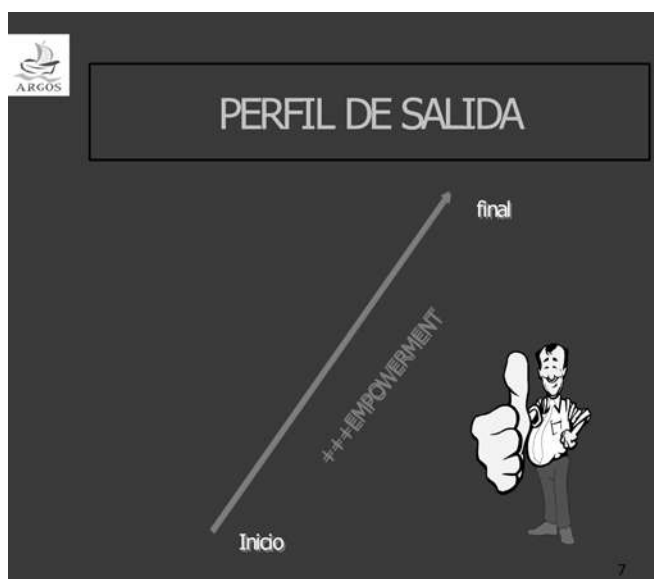 ARGOS
PERFIL DE SALIDA
final
+++EMPOWERMENT
Inicio
7